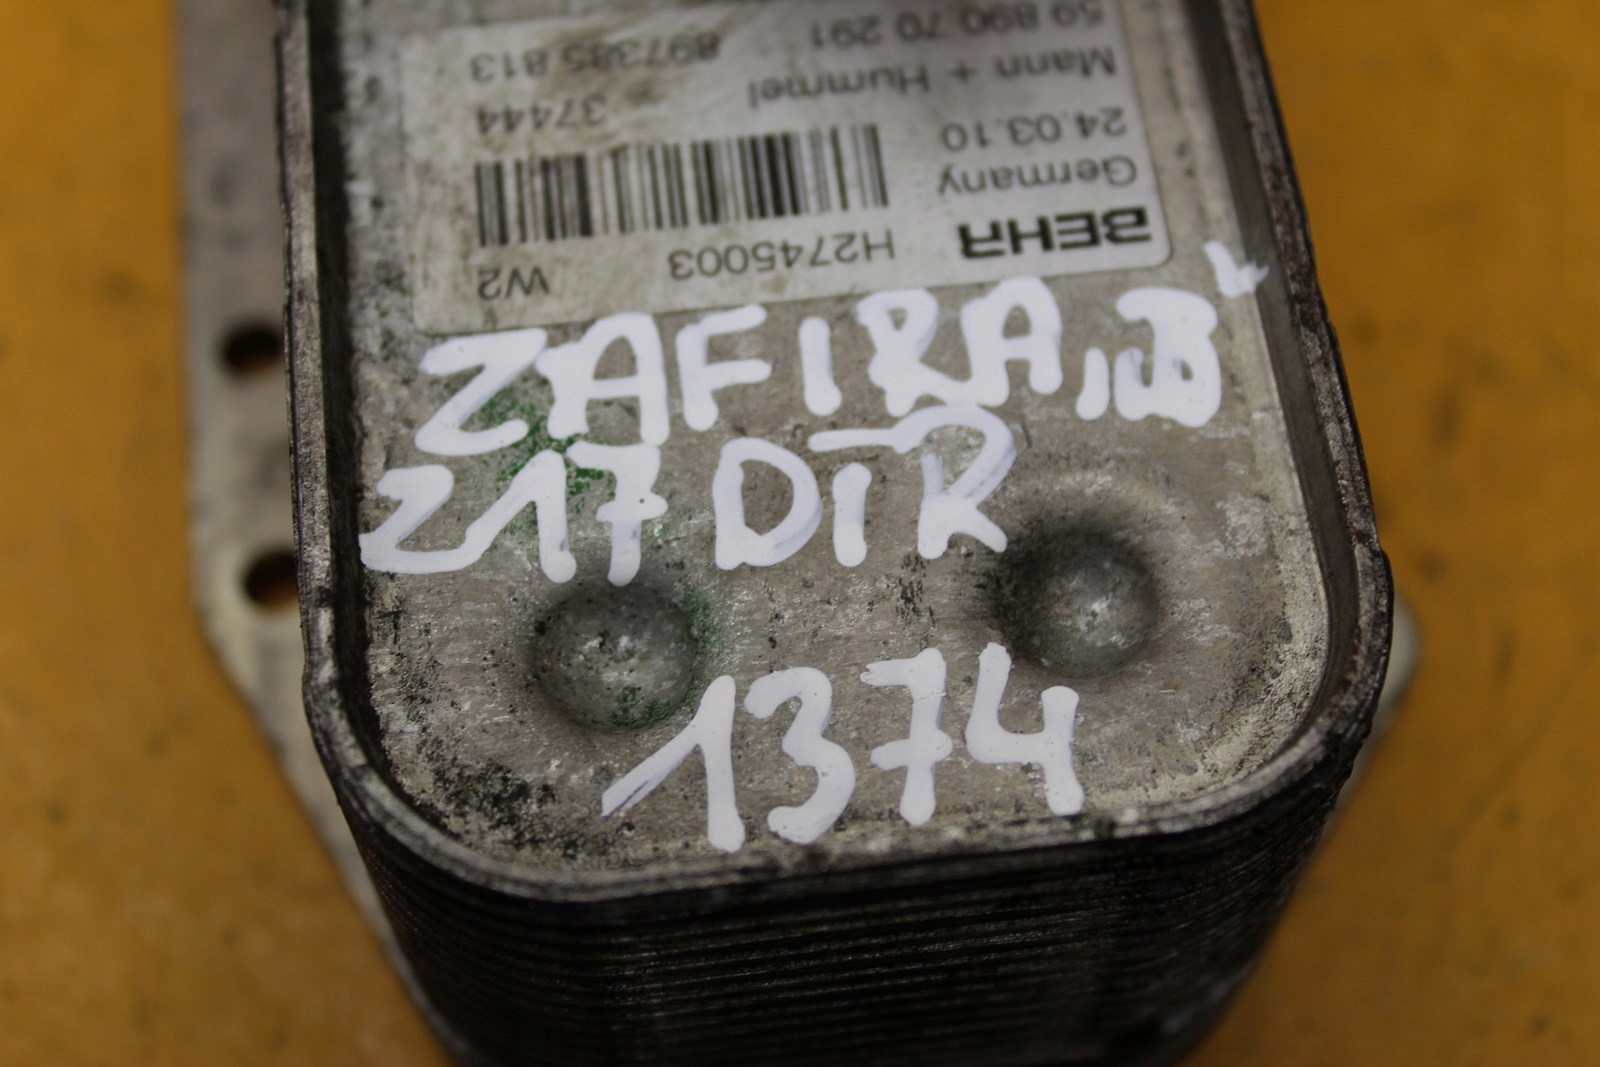 BEHR H2745003 W2
Germany
24.03.10 37444
Mann + Hummel
59 890 70 291 897385 813
ZAFIRA "B"
Z17DTR
1374